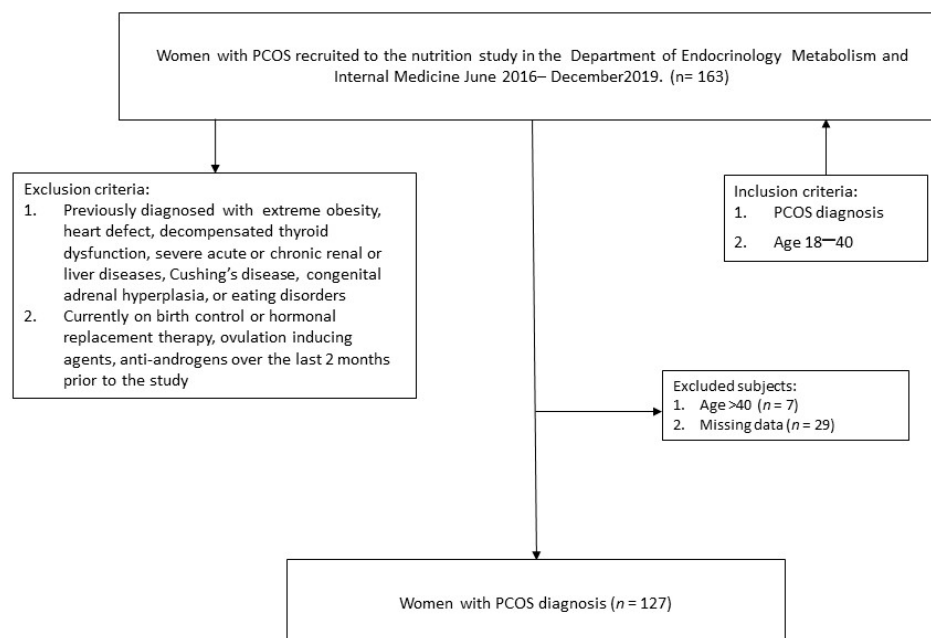 Women with PCOS recruited to the nutrition study in the Department of Endocrinology Metabolism and
Internal Medicine June 2016– December2019. (n= 163)
Exclusion criteria:
1. Previously diagnosed with extreme obesity,
heart defect, decompensated thyroid
dysfunction, severe acute or chronic renal or
liver diseases, Cushing's disease, congenital
adrenal hyperplasia, or eating disorders
2. Currently on birth control or hormonal
replacement therapy, ovulation inducing
agents, anti-androgens over the last 2 months
prior to the study
Inclusion criteria:
1. PCOS diagnosis
2. Age 18—40
Excluded subjects:
1. Age >40 (n = 7)
2. Missing data (n = 29)
Women with PCOS diagnosis (n = 127)